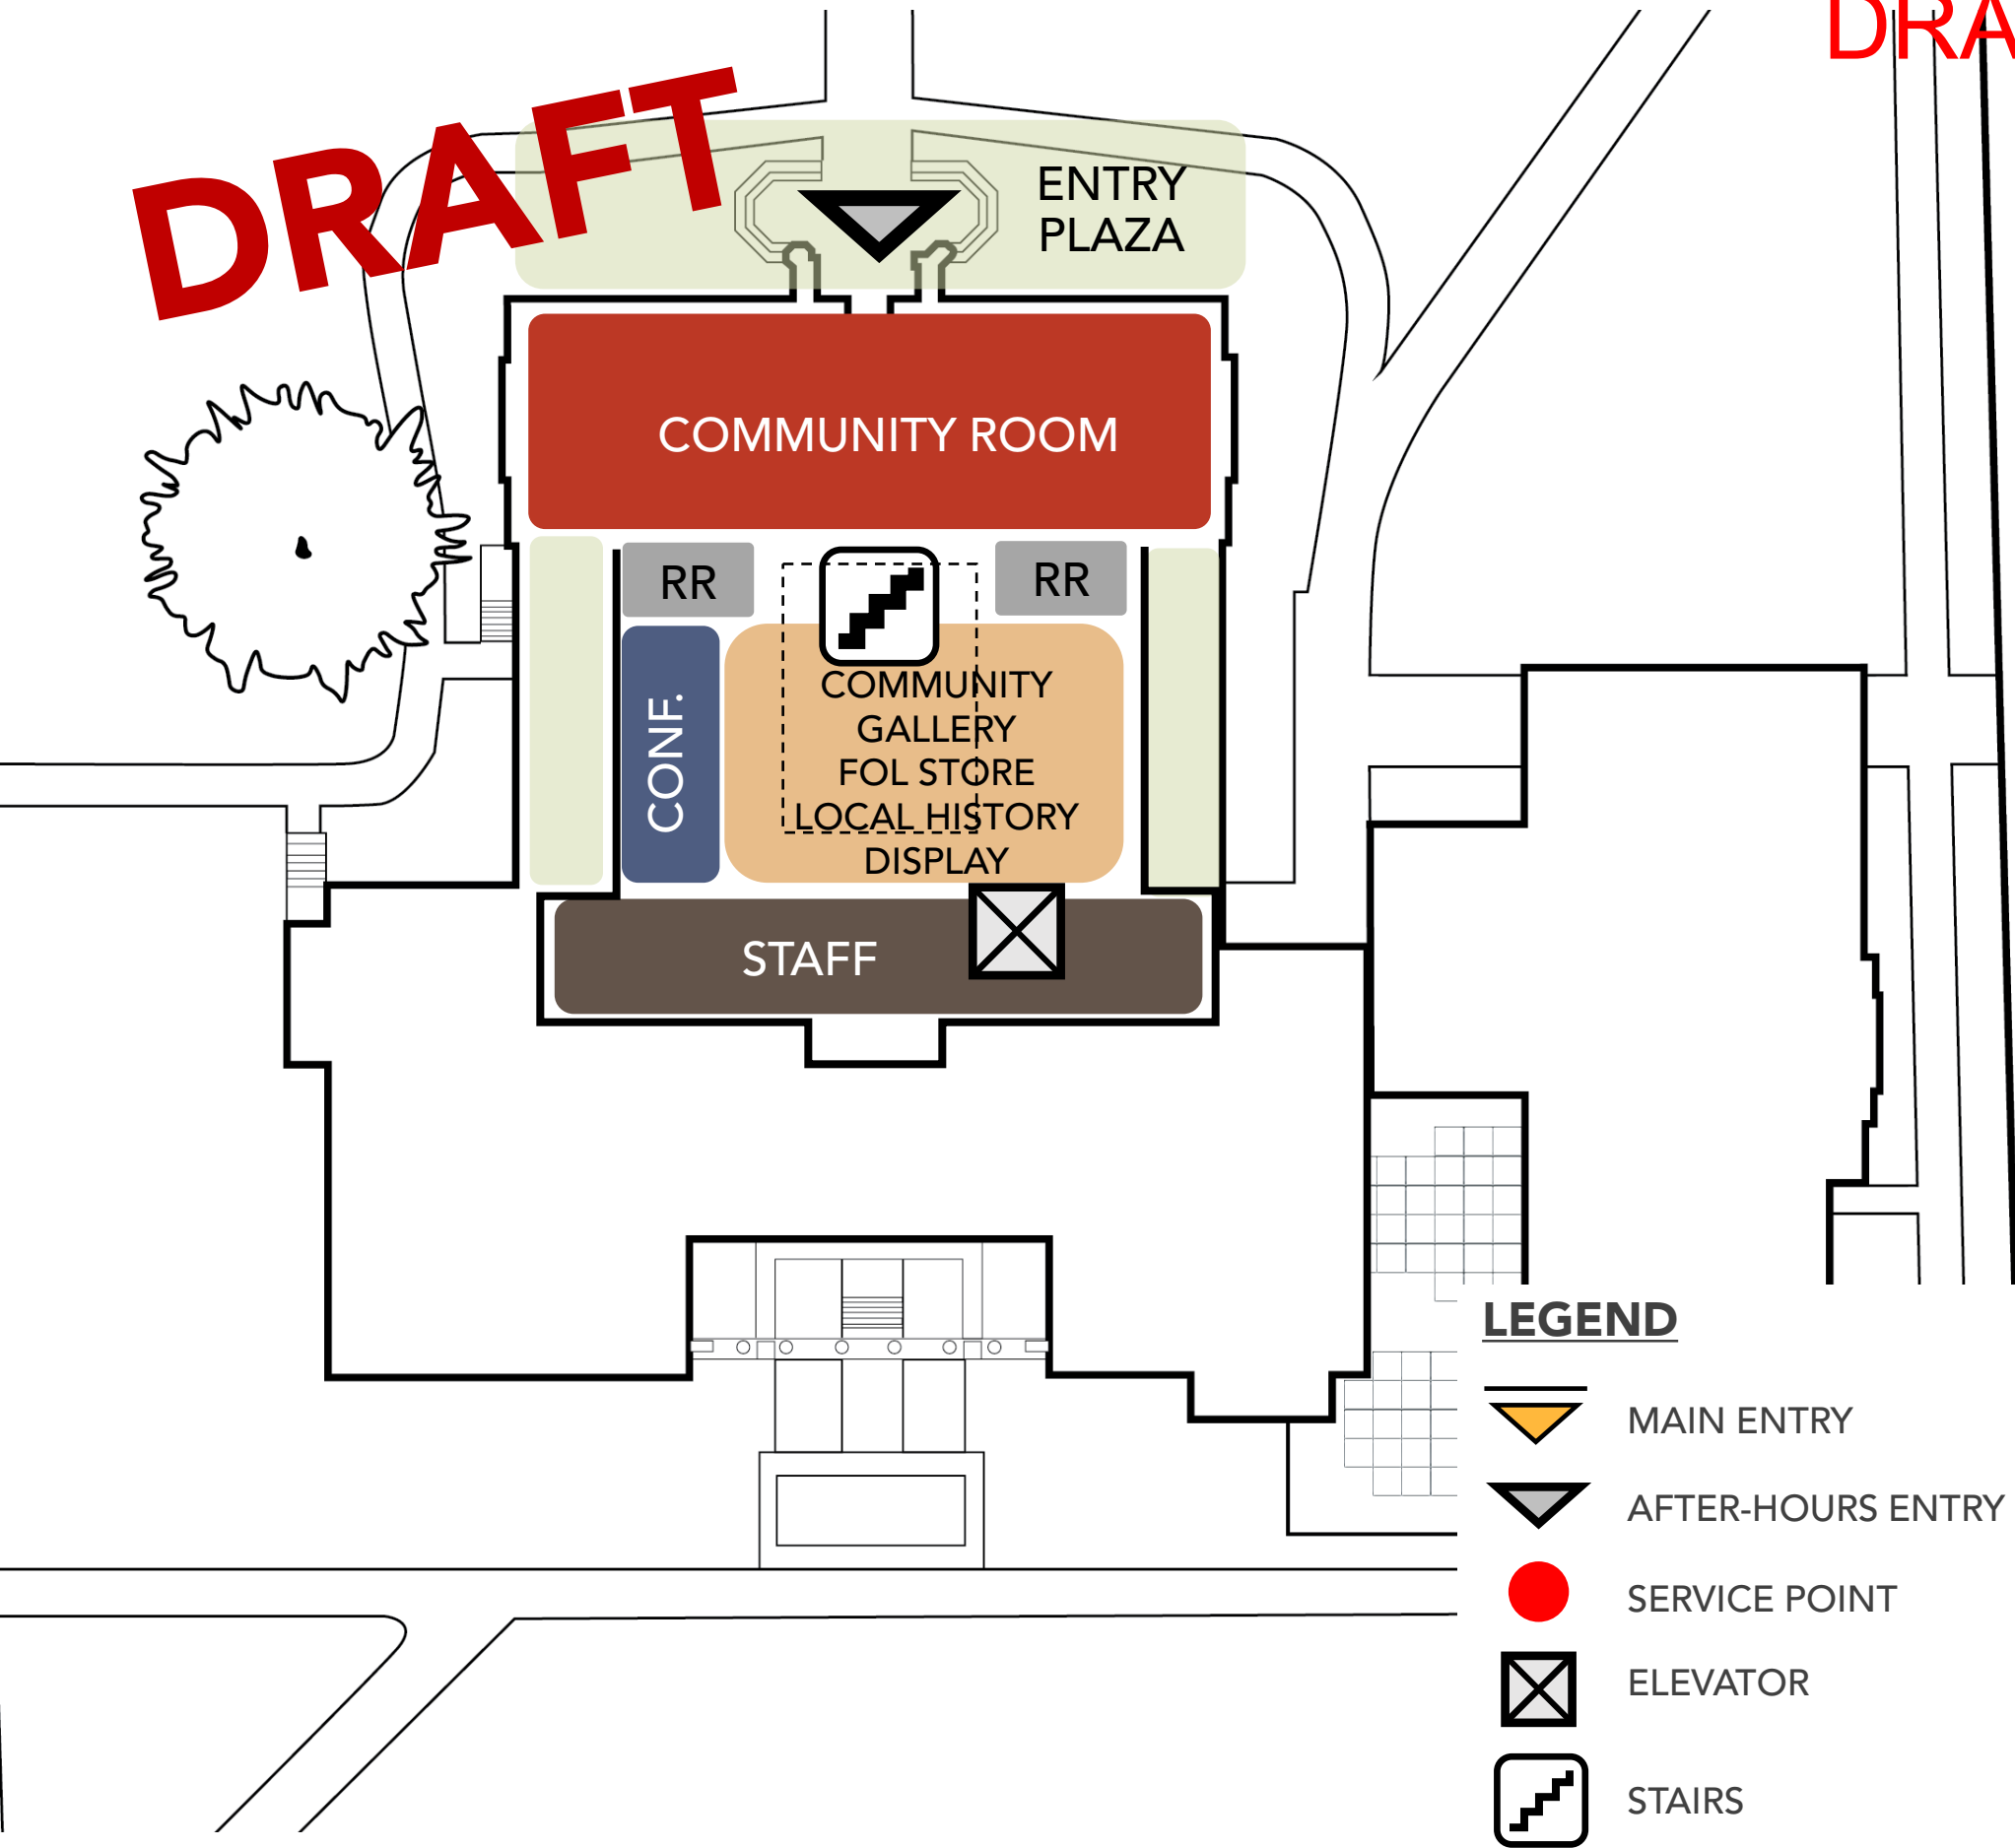 DRA
DRAFT
ENTRY
PLAZA
COMMUNITY ROOM
RR
RR
CONF.
COMMUNITY
GALLERY
FOL STORE
LOCAL HISTORY
DISPLAY
STAFF
LEGEND
MAIN ENTRY
AFTER-HOURS ENTRY
SERVICE POINT
ELEVATOR
STAIRS